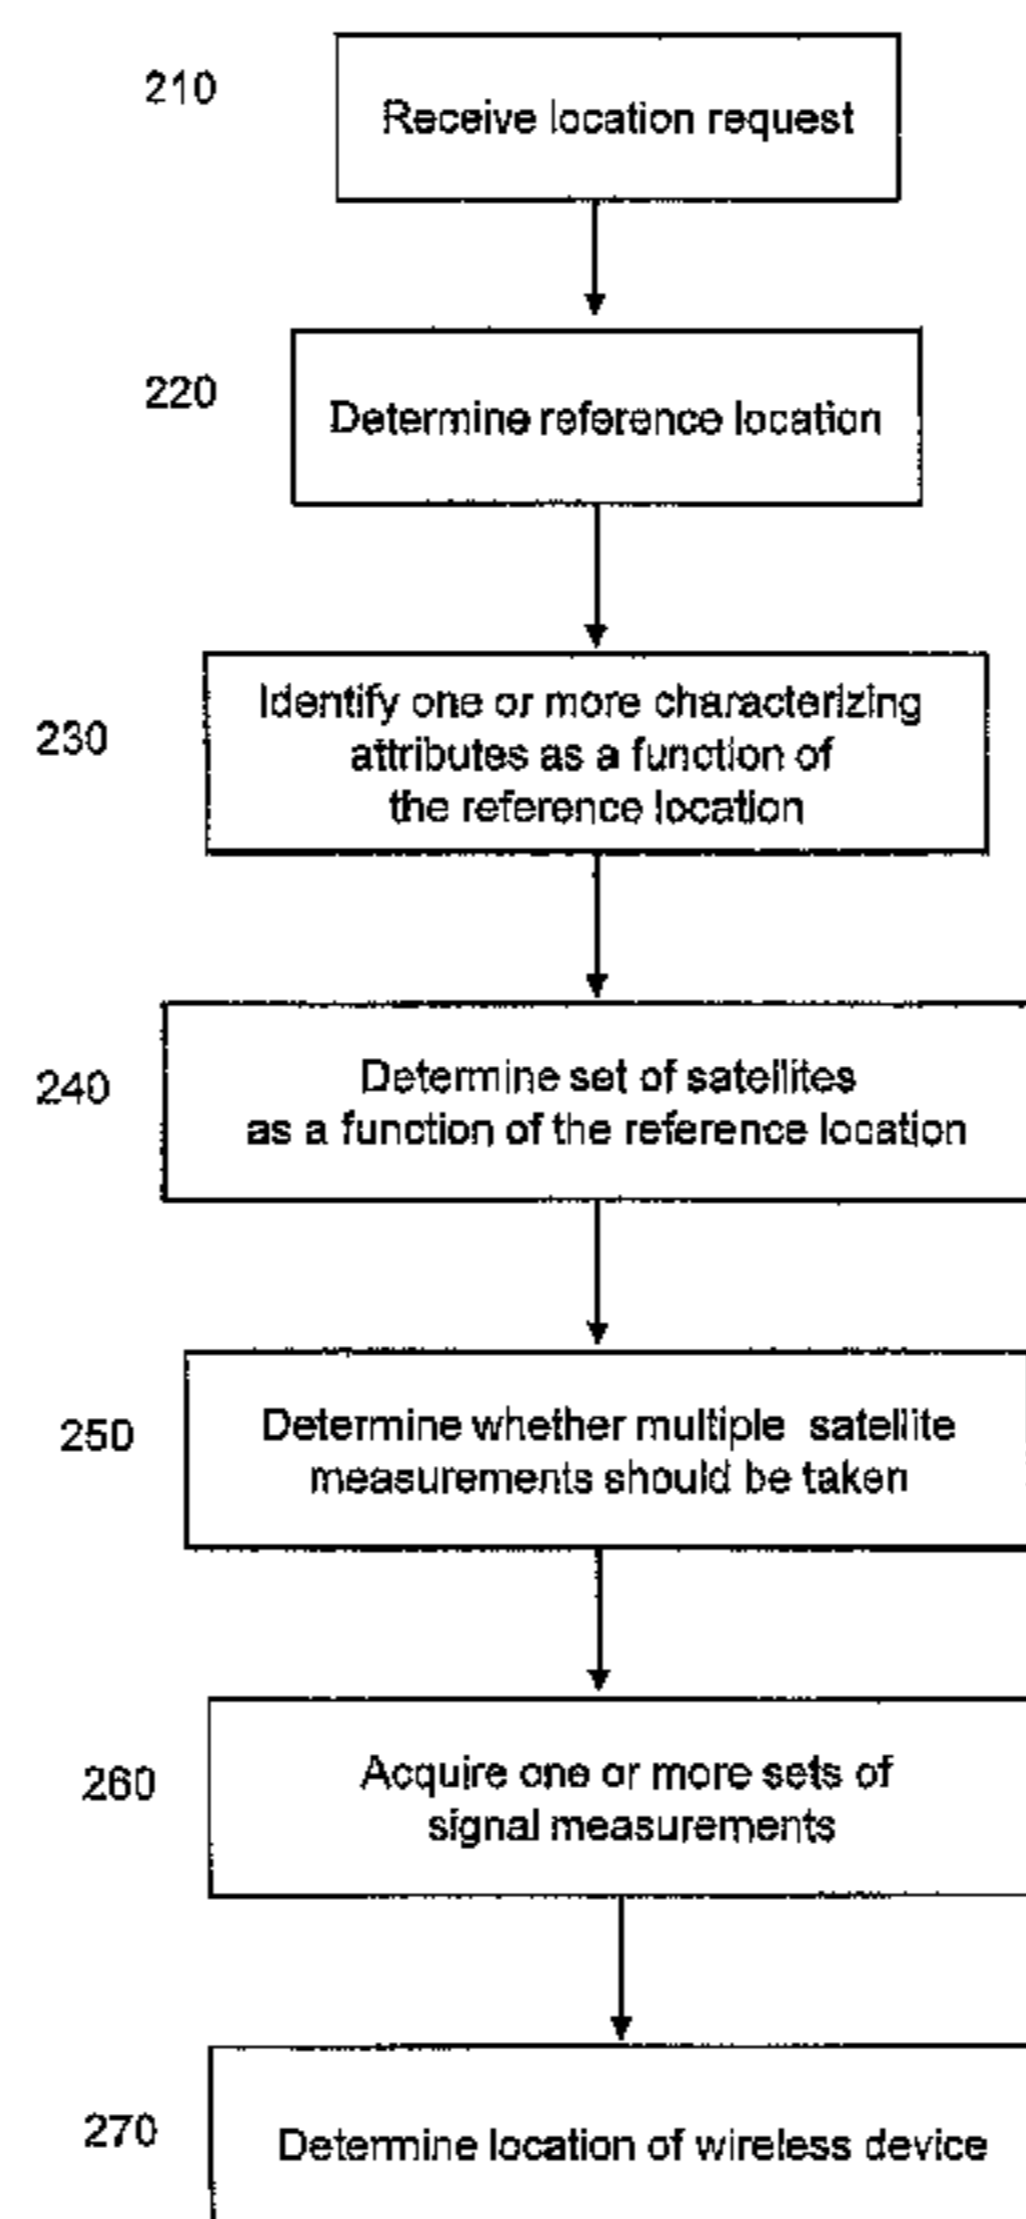 210
Receive location request
220
Determine reference location
230
Identify one or more characterizing
attributes as a function of
the reference location
240
Determine set of satellites
as a function of the reference location
250
Determine whether multiple satellite
measurements should be taken
260
Acquire one or more sets of
signal measurements
270
Determine location of wireless device